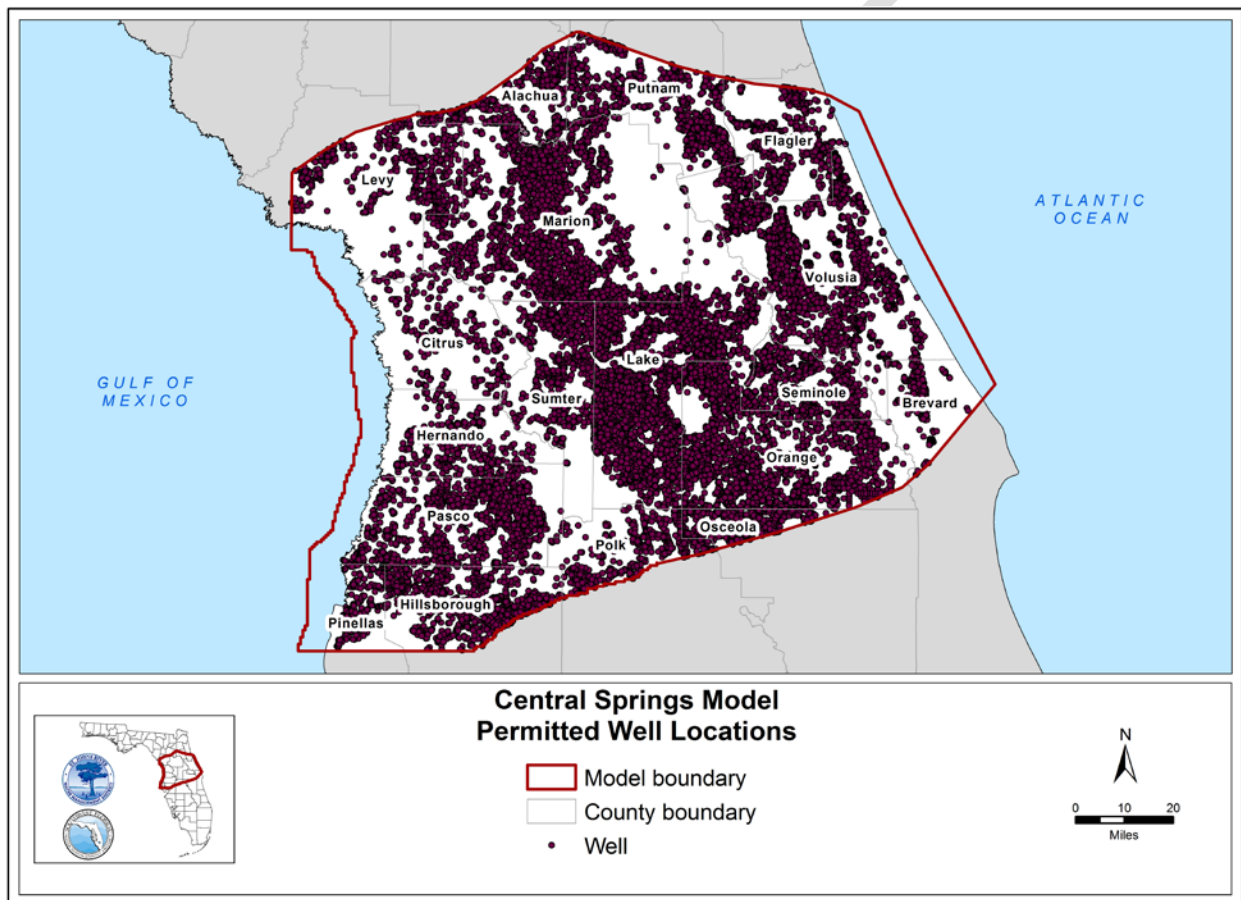 Alachua
Putnam
Flagler
Levy
Marion
ATLANTIC
OCEAN
Volusia
Citrus
Lake
GULF OF
MEXICO
Sumter
Seminole
Brevard
Hernando
Orange
Pasco
Osceola
Polk
Hillsborough
Pinellas
Central Springs Model
Permitted Well Locations
Model boundary
County boundary
Well
N
0 10 20
Miles